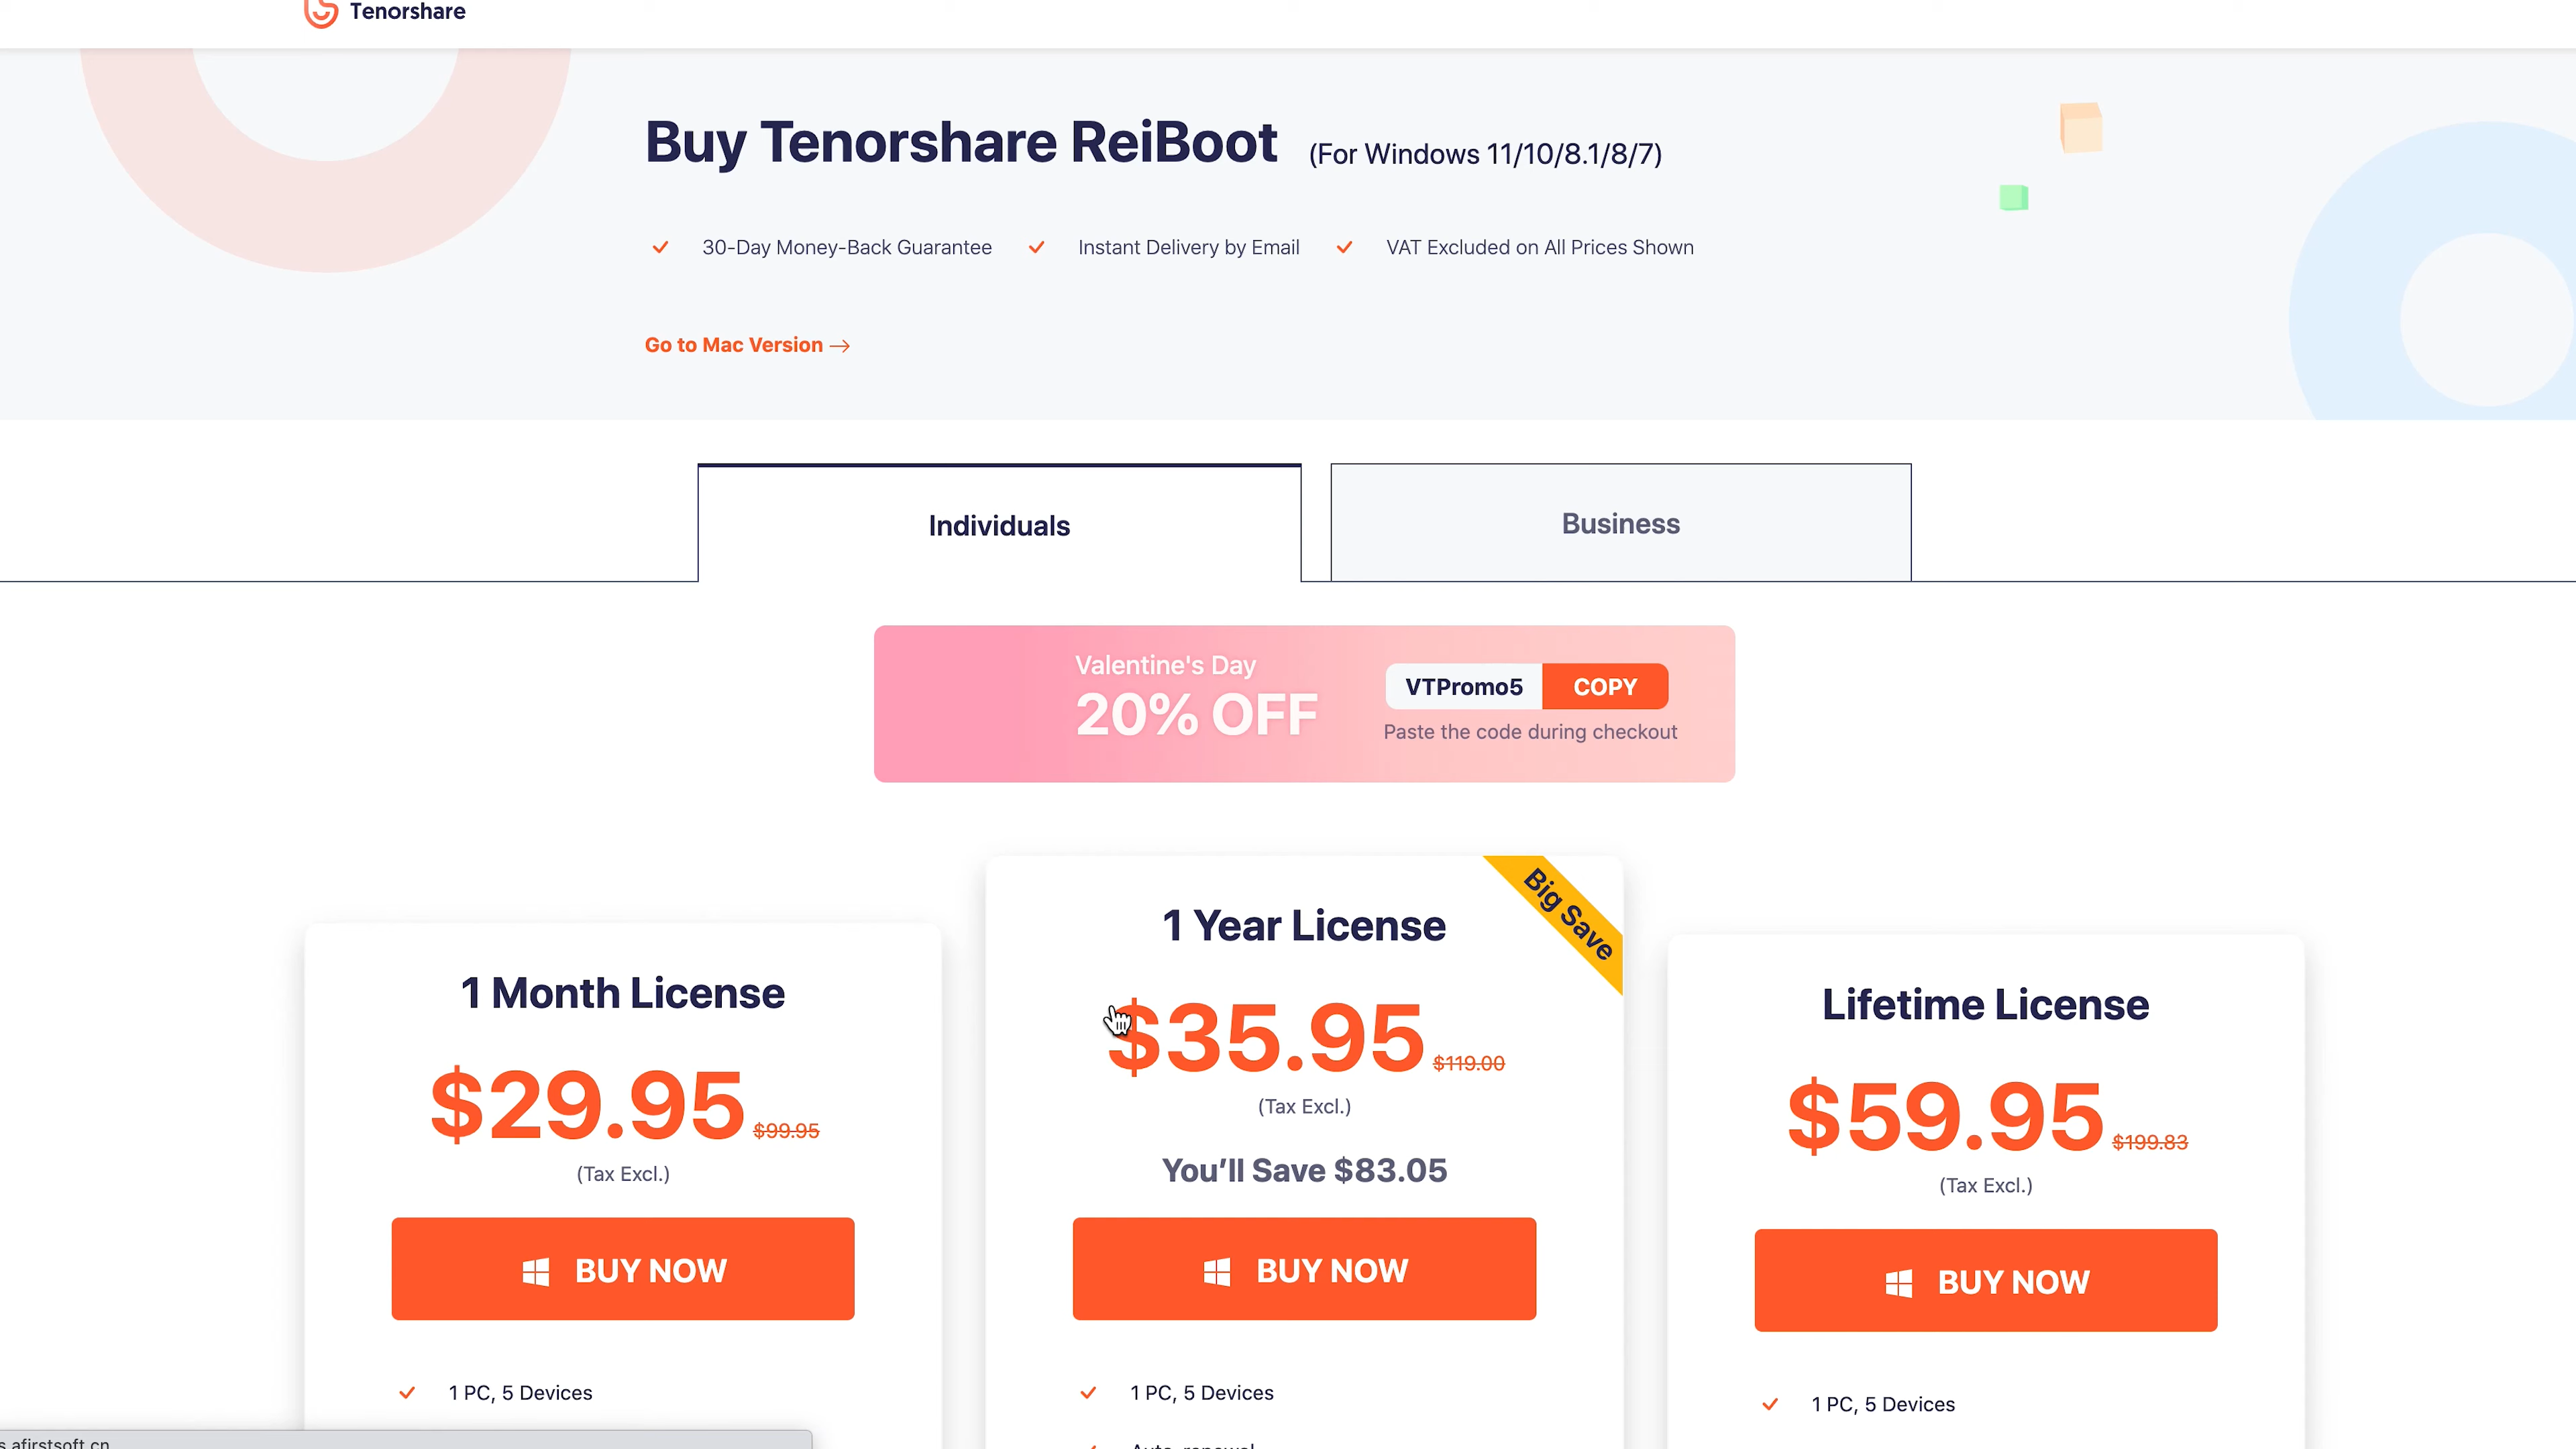 Tenorshare
Buy Tenorshare ReiBoot (For Windows 11/10/8.1/8/7)
30-Day Money-Back Guarantee Instant Delivery by Email VAT Excluded on All Prices Shown
Go to Mac Version
Individuals
Business
Valentine's Day
20% OFF
VTPromo5 COPY
Paste the code during checkout
1 Month License
$29.95 $99.95
(Tax Excl.)
BUY NOW
1 PC, 5 Devices
Big Save
1 Year License
$35.95 $119.00
(Tax Excl.)
You'll Save $83.05
BUY NOW
1 PC, 5 Devices
Lifetime License
$59.95 $199.83
(Tax Excl.)
BUY NOW
1 PC, 5 Devices
s.afirstsoft.cn